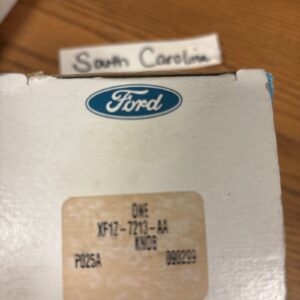 South Carolina
Ford
ONE
XF12-7213-AA
KNOB
P025A 090299